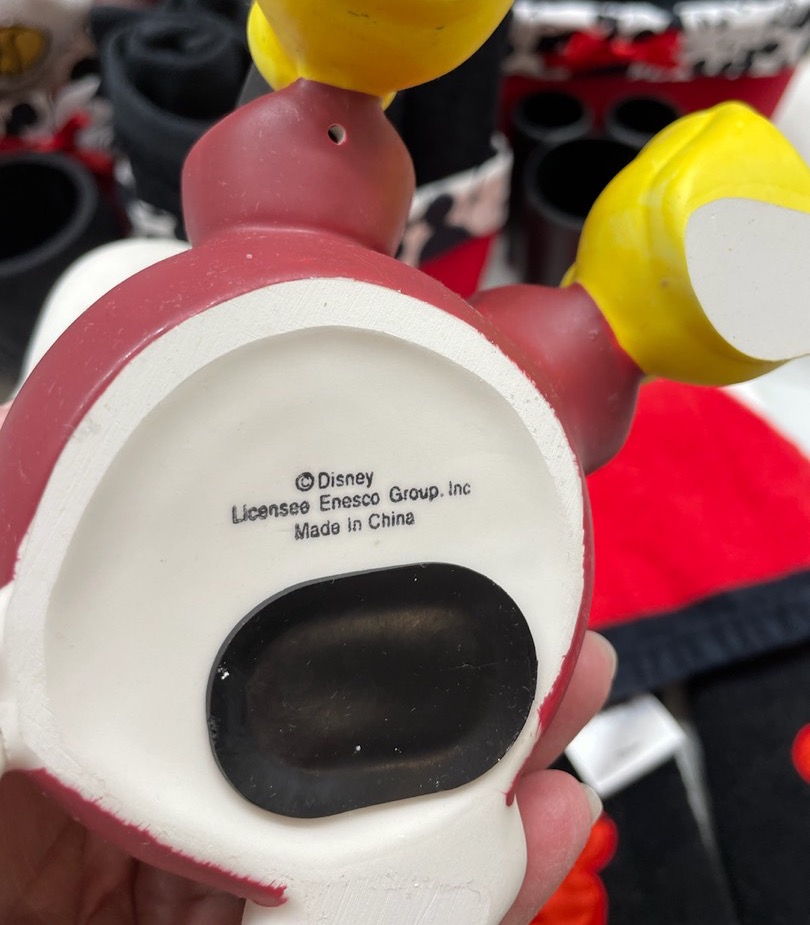 ©Disney
Licensee Enesco Group. Inc
Made in China